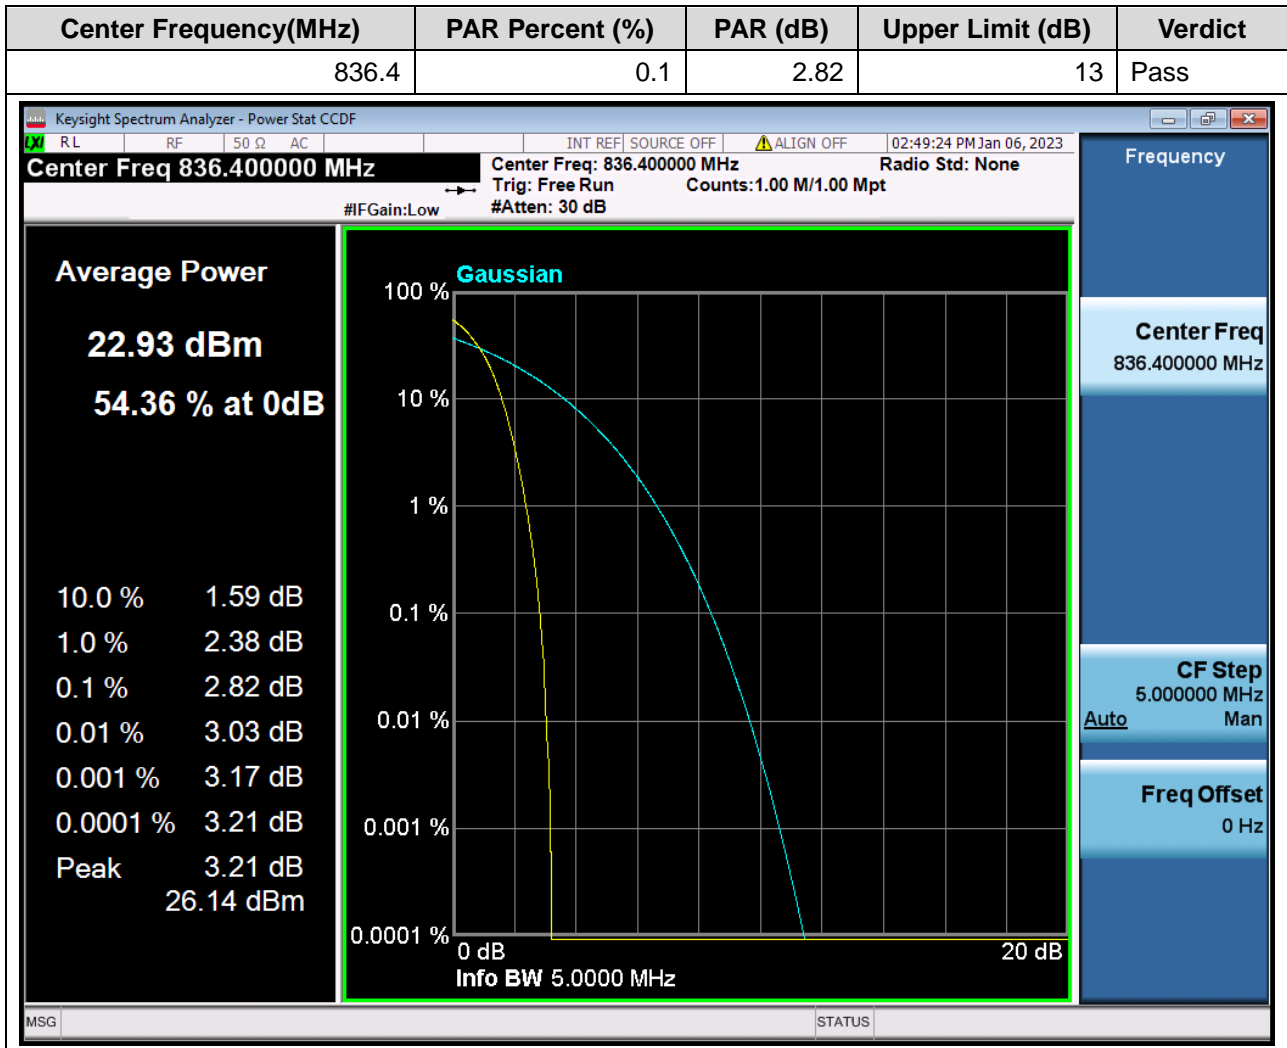 Center Frequency(MHz) PAR Percent (%) PAR (dB) Upper Limit (dB) Verdict
836.4 0.1 2.82 13 Pass
Keysight Spectrum Analyzer - Power Stat CCDF
LXI RL RF 50 Ω AC INT REF SOURCE OFF ALIGN OFF 02:49:24 PM Jan 06, 2023
Center Freq 836.400000 MHz
Center Freq: 836.400000 MHz Radio Std: None
Trig: Free Run Counts:1.00 M/1.00 Mpt
#IFGain:Low #Atten: 30 dB
Average Power
22.93 dBm
54.36 % at 0dB
10.0 % 1.59 dB
1.0 % 2.38 dB
0.1 % 2.82 dB
0.01 % 3.03 dB
0.001 % 3.17 dB
0.0001 % 3.21 dB
Peak 3.21 dB
26.14 dBm
Gaussian
100 %
10 %
1 %
0.1 %
0.01 %
0.001 %
0.0001 %
0 dB 20 dB
Info BW 5.0000 MHz
Frequency
Center Freq
836.400000 MHz
CF Step
5.000000 MHz
Auto Man
Freq Offset
0 Hz
MSG STATUS